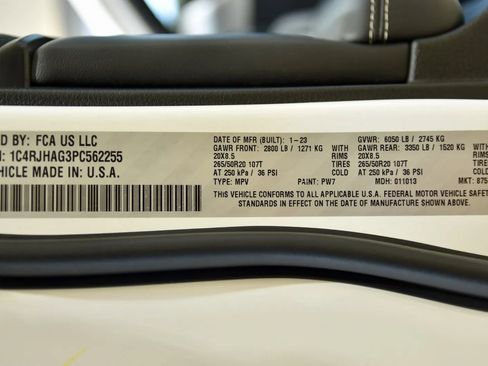 D BY: FCA US LLC
N: 1C4RJHAG3PC562255
EHICLE MADE IN: U.S.A.
DATE OF MFR (BUILT): 1-23 GVWR: 6050 LB / 2745 KG
GAWR FRONT: 2800 LB / 1271 KG WITH GAWR REAR: 3350 LB / 1520 KG WITH
20X8.5 RIMS 20X8.5 RIMS
265/50R20 107T TIRES 265/50R20 107T TIRES
AT 250 kPa / 36 PSI COLD AT 250 kPa / 36 PSI COLD
TYPE: MPV PAINT: PW7 MDH: 011013 MKT: 875
THIS VEHICLE CONFORMS TO ALL APPLICABLE U.S.A. FEDERAL MOTOR VEHICLE SAFET
STANDARDS IN EFFECT ON THE DATE OF MANUFACTURE SHOWN ABOVE.